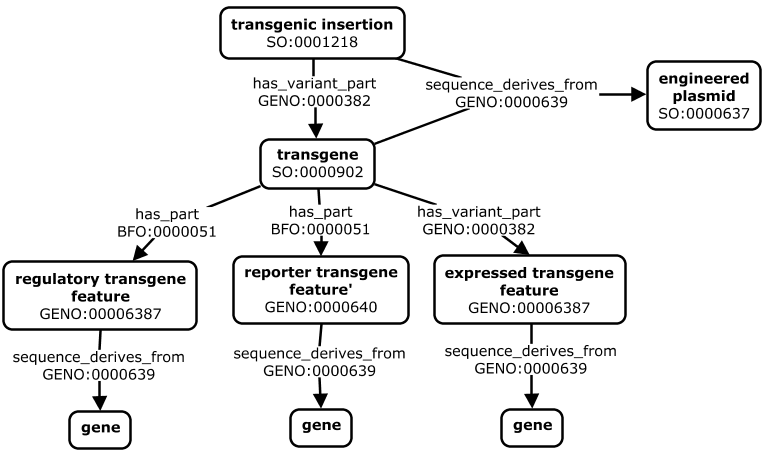 transgenic insertion
SO:0001218
has_variant_part
GENO:0000382
sequence_derives_from
GENO:0000639
engineered
plasmid
SO:0000637
transgene
SO:0000902
has_part
BFO:0000051
has_part
BFO:0000051
has_variant_part
GENO:0000382
regulatory transgene
feature
GENO:00006387
reporter transgene
feature'
GENO:0000640
expressed transgene
feature
GENO:00006387
sequence_derives_from
GENO:0000639
sequence_derives_from
GENO:0000639
sequence_derives_from
GENO:0000639
gene
gene
gene